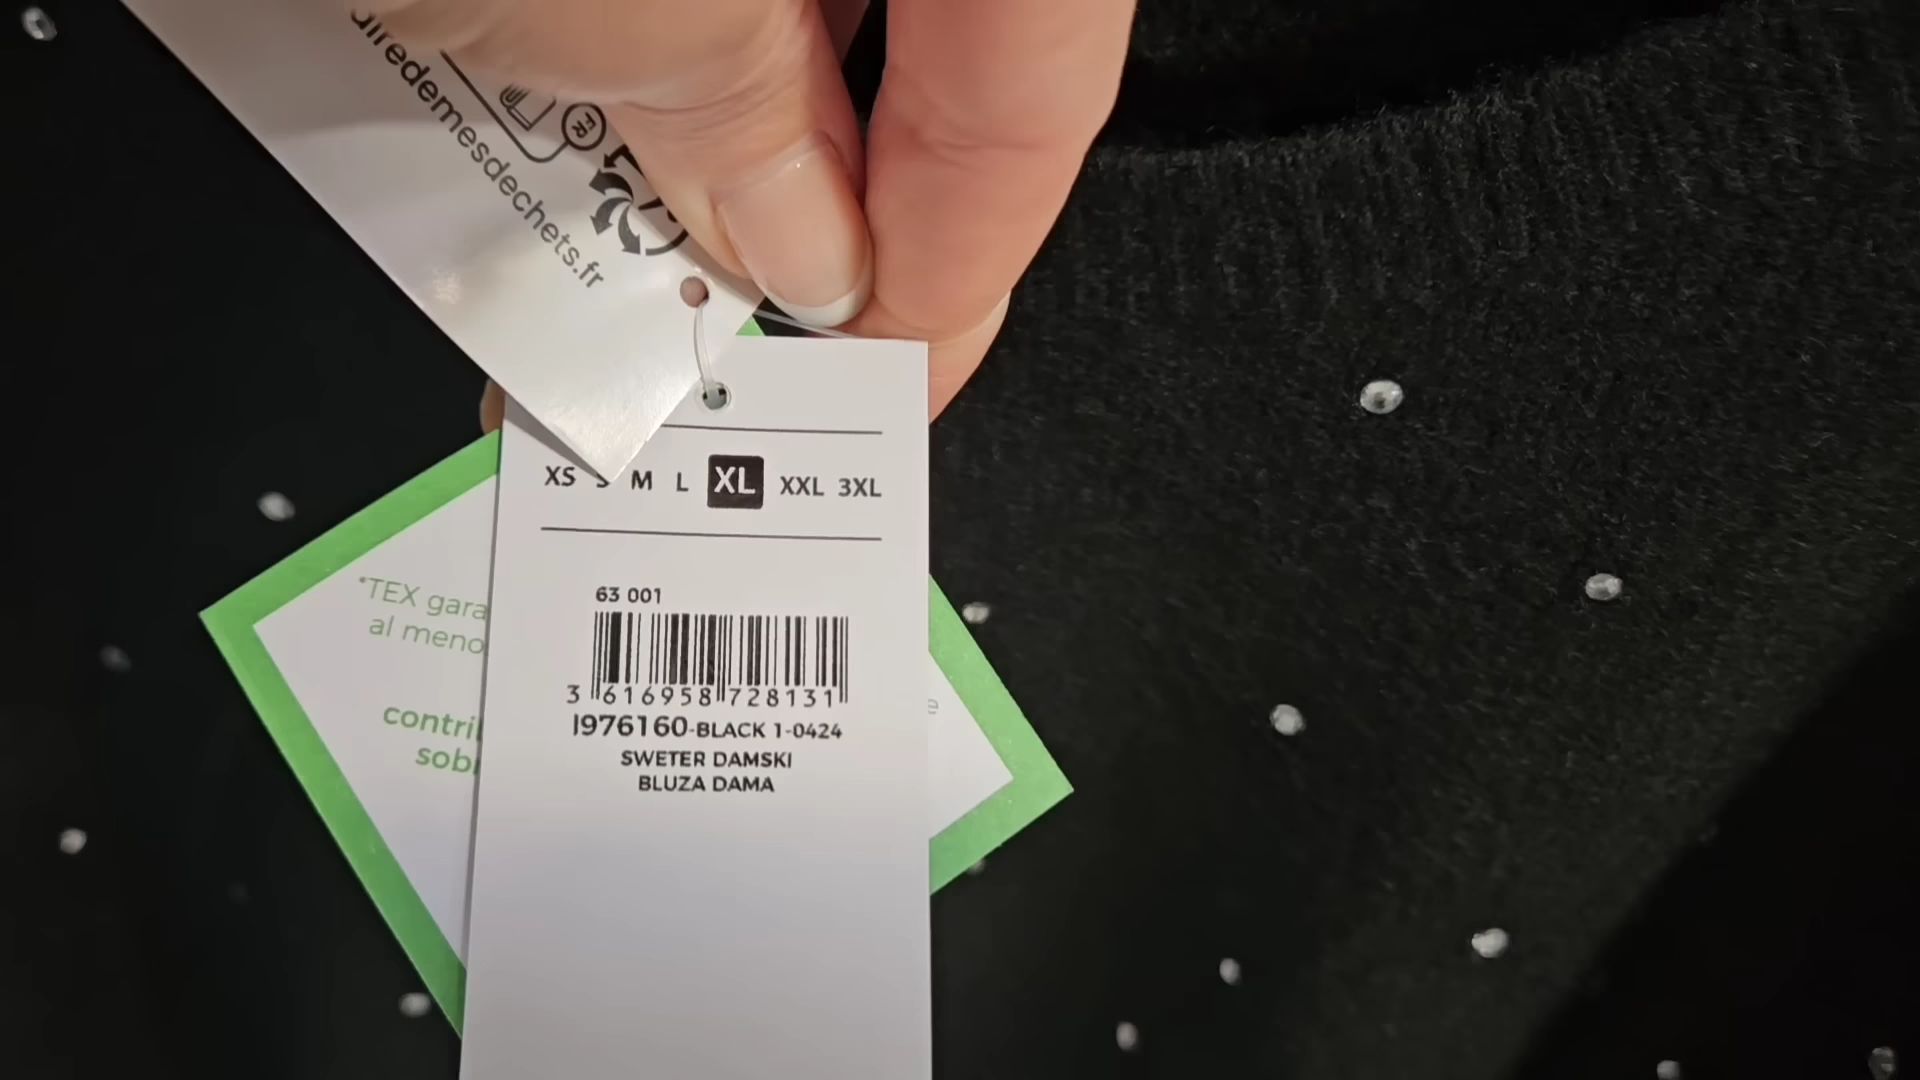 airedemesdechets.fr
FR
XS S M L XL XXL 3XL
63 001
3 616958 728131
I976160-BLACK 1-0424
SWETER DAMSKI
BLUZA DAMA
*TEX gara
al meno
contri
sob
e